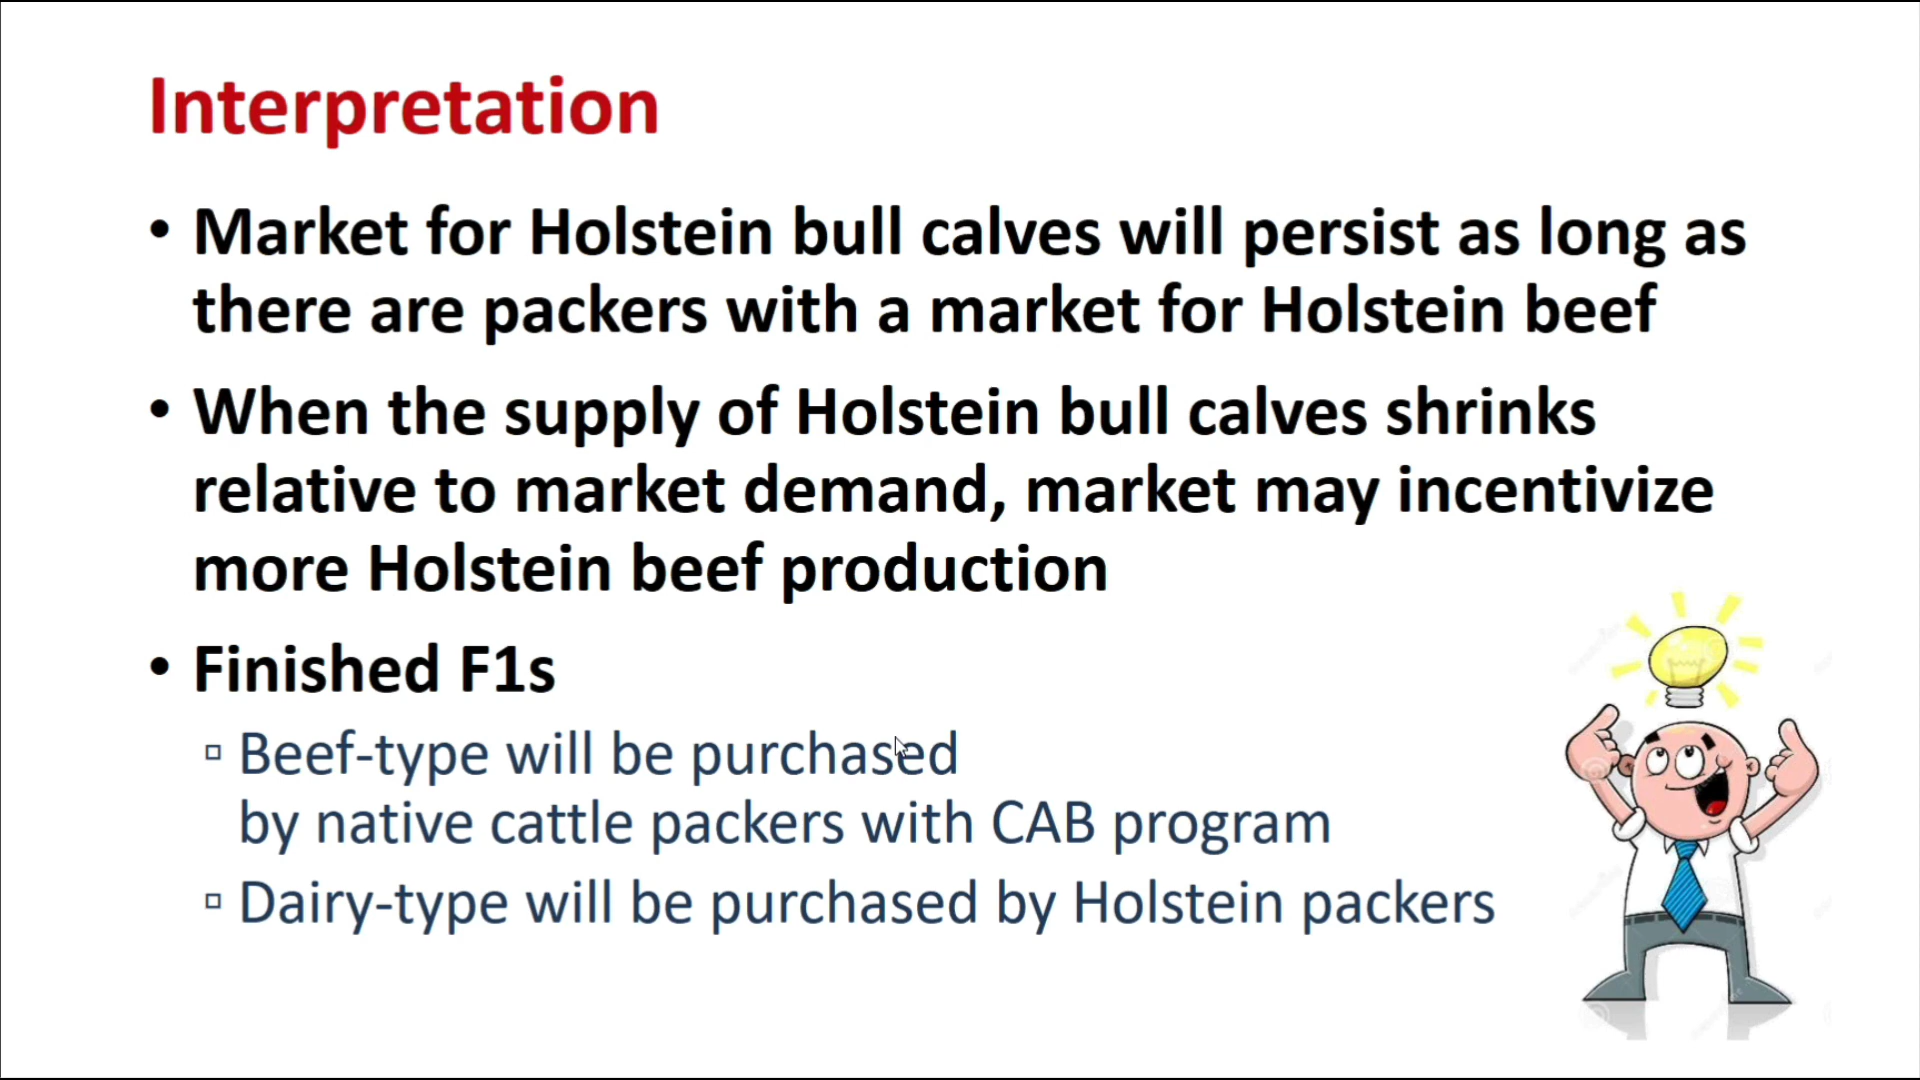 Interpretation
• Market for Holstein bull calves will persist as long as
there are packers with a market for Holstein beef
• When the supply of Holstein bull calves shrinks
relative to market demand, market may incentivize
more Holstein beef production
• Finished F1s
▫ Beef-type will be purchased
by native cattle packers with CAB program
▫ Dairy-type will be purchased by Holstein packers